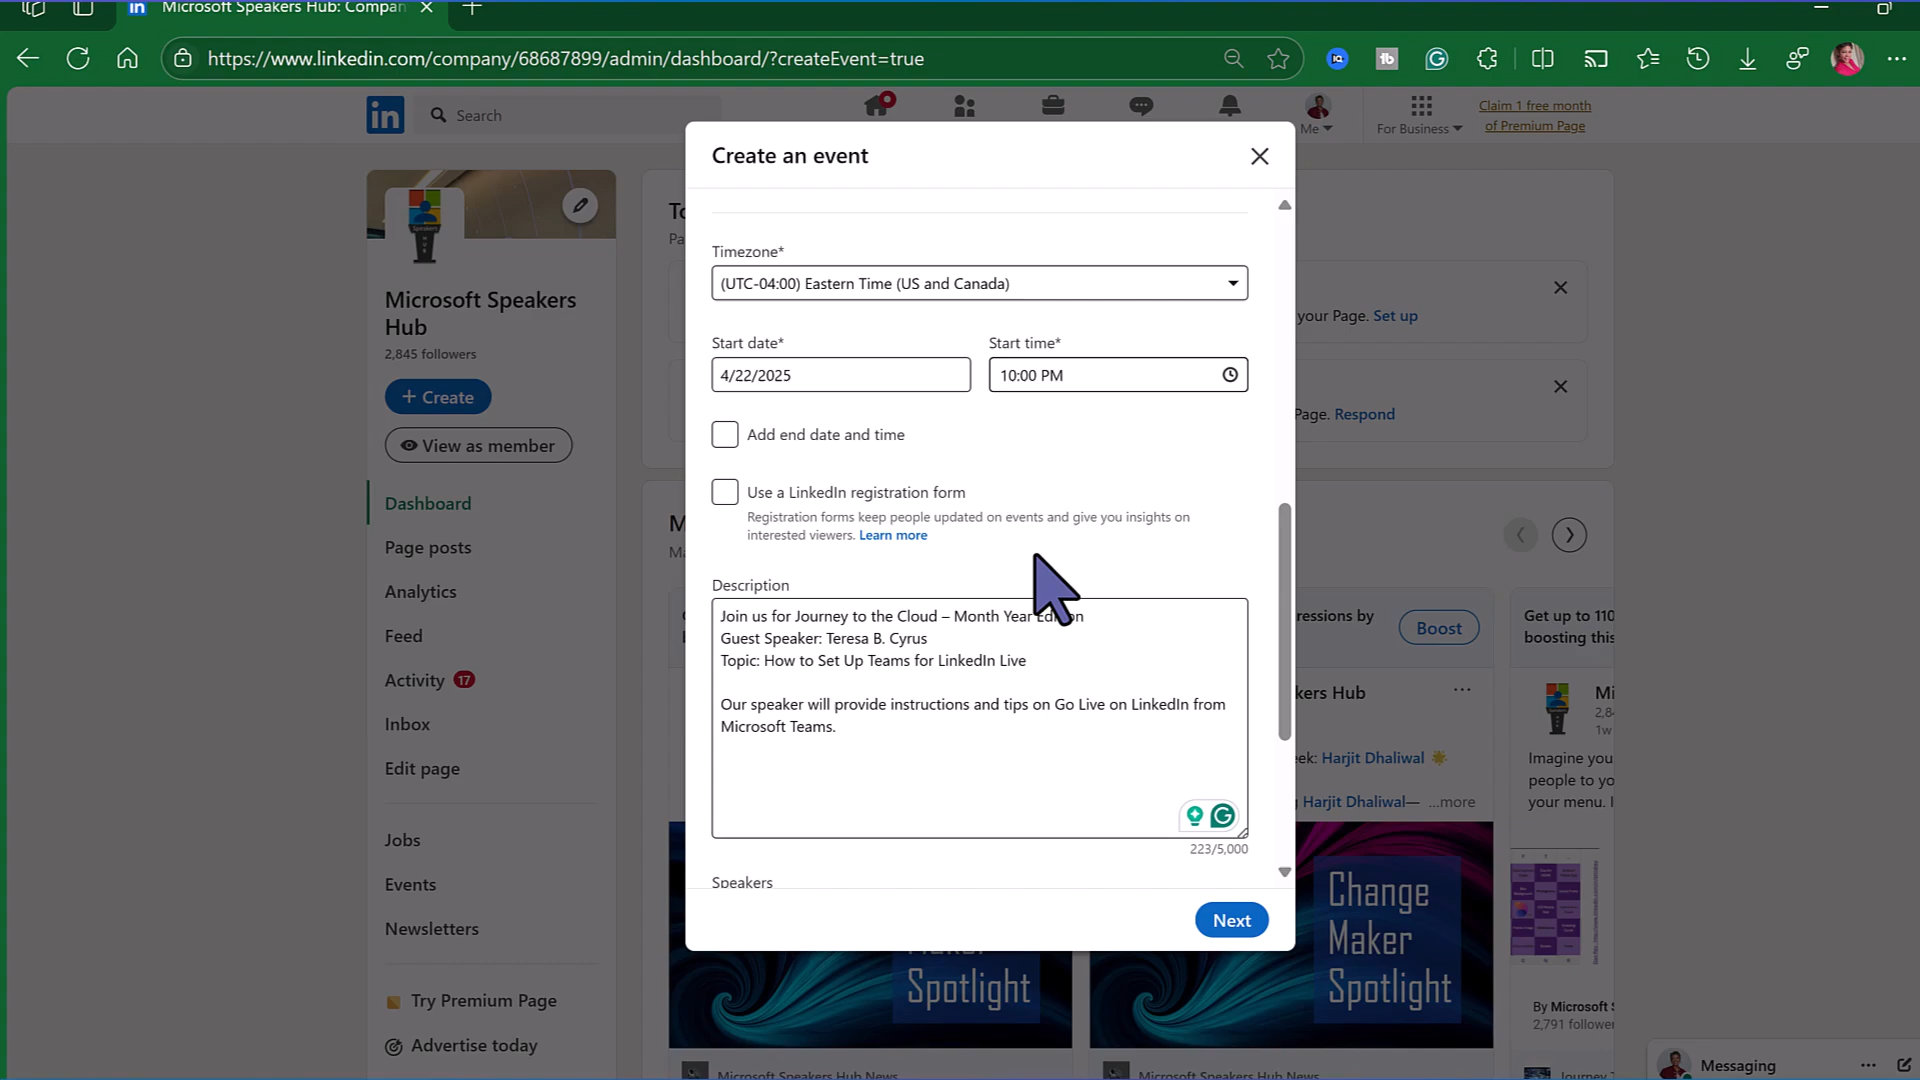 Microsoft Speakers Hub: Compan
https://www.linkedin.com/company/68687899/admin/dashboard/?createEvent=true
Search
Me
For Business
Claim 1 free month
of Premium Page
Microsoft Speakers
Hub
2,845 followers
+ Create
View as member
Dashboard
Page posts
Analytics
Feed
Activity 17
Inbox
Edit page
Jobs
Events
Newsletters
Try Premium Page
Advertise today
Create an event
Timezone*
(UTC-04:00) Eastern Time (US and Canada)
Start date*
Start time*
4/22/2025
10:00 PM
Add end date and time
Use a LinkedIn registration form
Registration forms keep people updated on events and give you insights on
interested viewers. Learn more
Description
Join us for Journey to the Cloud – Month Year Edition
Guest Speaker: Teresa B. Cyrus
Topic: How to Set Up Teams for LinkedIn Live
Our speaker will provide instructions and tips on Go Live on LinkedIn from
Microsoft Teams.
223/5,000
Speakers
Next
your Page. Set up
Page. Respond
ressions by
Boost
Get up to 110
boosting this
kers Hub
eek: Harjit Dhaliwal
Harjit Dhaliwal— ...more
Imagine you
people to yo
your menu.
1w
Maker
Spotlight
Change
Maker
Spotlight
By Microsoft S
2,791 follower
Microsoft Speakers Hub News
Microsoft Speakers Hub News
Journey T
Messaging